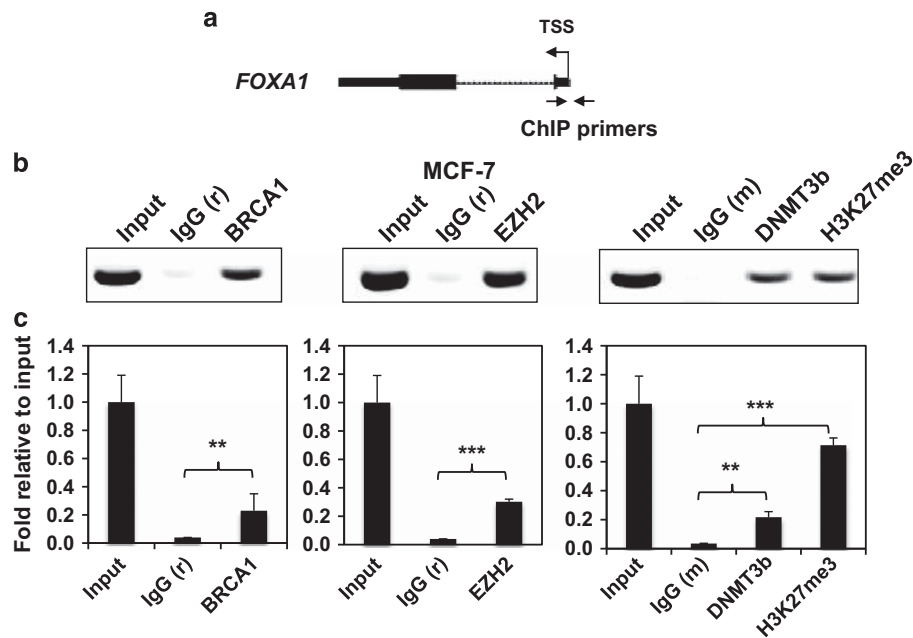 a
TSS
FOXA1
ChIP primers
b
MCF-7
Input IgG (r) BRCA1
Input IgG (r) EZH2
Input IgG (m) DNMT3b H3K27me3
c
Fold relative to input
1.4
1.2
1.0
0.8
0.6
0.4
0.2
0.0
**
Input IgG (r) BRCA1
1.4
1.2
1.0
0.8
0.6
0.4
0.2
0.0
***
Input IgG (r) EZH2
1.4
1.2
1.0
0.8
0.6
0.4
0.2
0.0
***
**
Input IgG (m) DNMT3b H3K27me3